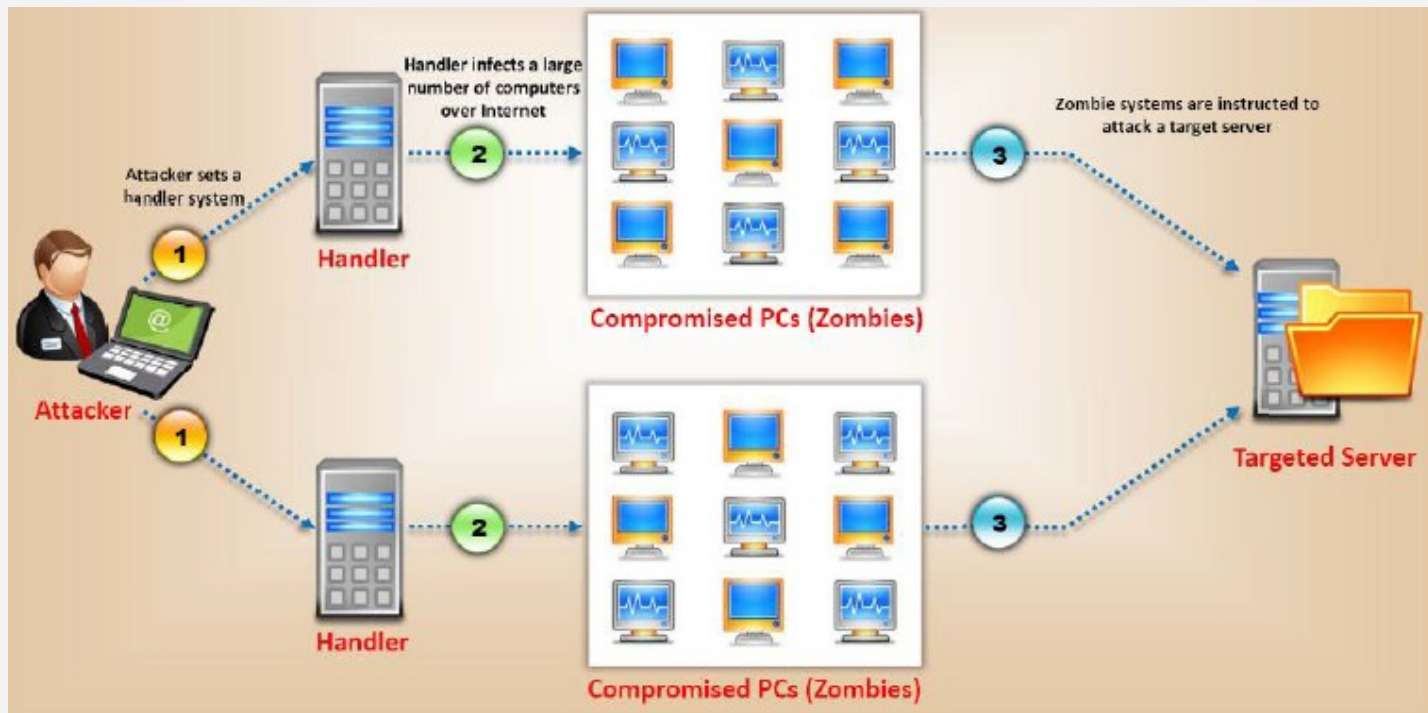 Handler infects a large
number of computers
over Internet
Zombie systems are instructed to
attack a target server
2
3
Attacker sets a
handler system
1
Handler
@
Compromised PCs (Zombies)
Attacker
1
Targeted Server
2
3
Handler
Compromised PCs (Zombies)